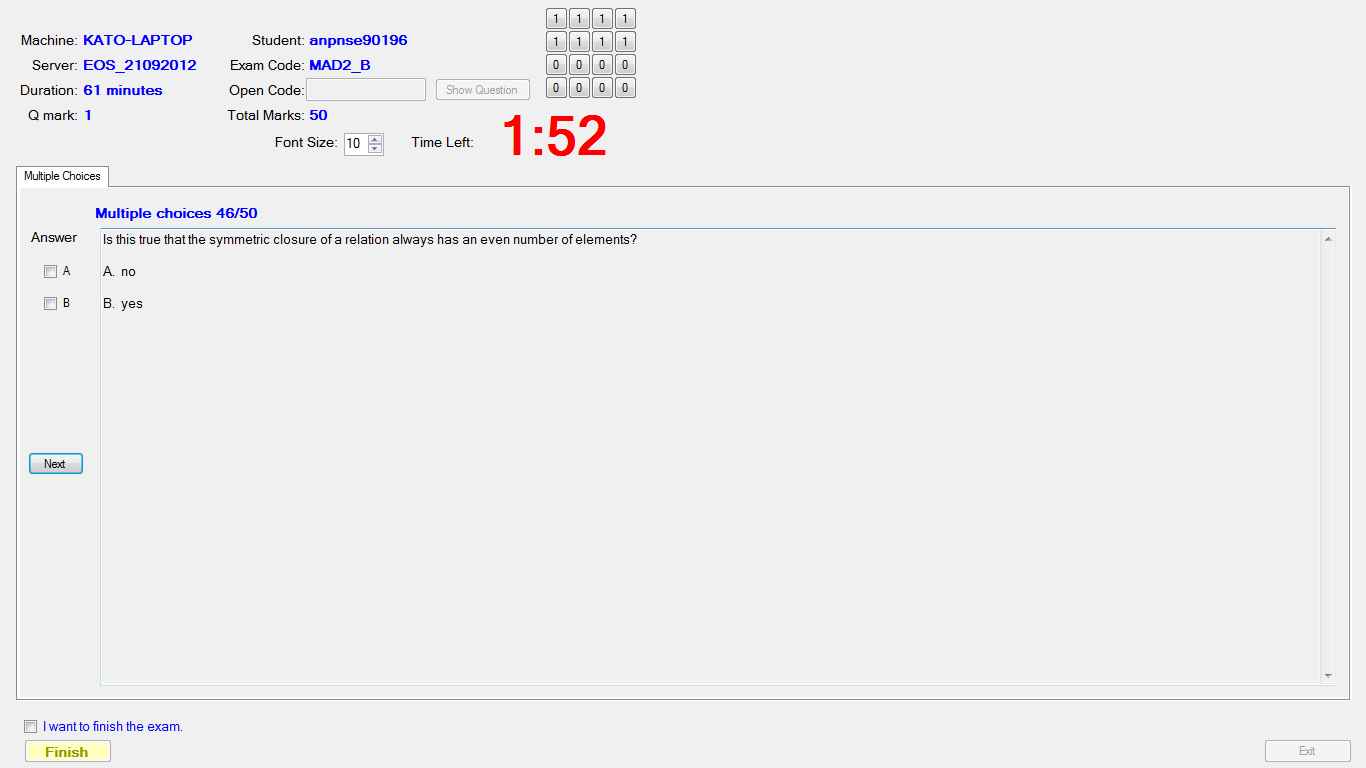 1 1 1 1
Machine: KATO-LAPTOP Student: anpnse90196
1 1 1 1
Server: EOS_21092012 Exam Code: MAD2_B
0 0 0 0
Duration: 61 minutes Open Code: Show Question
0 0 0 0
Q mark: 1 Total Marks: 50
Font Size: 10 Time Left: 1:52
Multiple Choices
Multiple choices 46/50
Answer
Is this true that the symmetric closure of a relation always has an even number of elements?
A A. no
B B. yes
Next
I want to finish the exam.
Finish
Exit